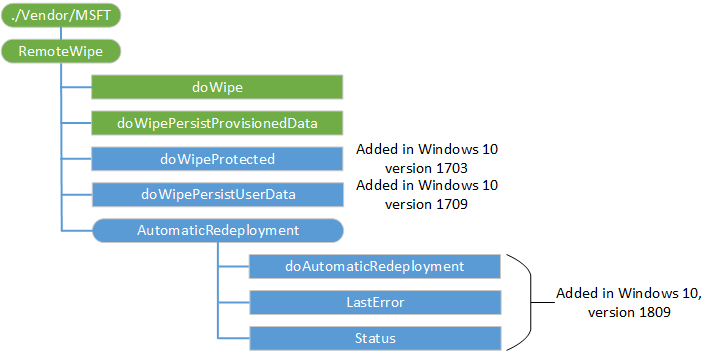 ./Vendor/MSFT
RemoteWipe
doWipe
doWipePersistProvisionedData
doWipeProtected
Added in Windows 10
version 1703
doWipePersistUserData
Added in Windows 10
version 1709
AutomaticRedeployment
doAutomaticRedeployment
LastError
Status
Added in Windows 10,
version 1809